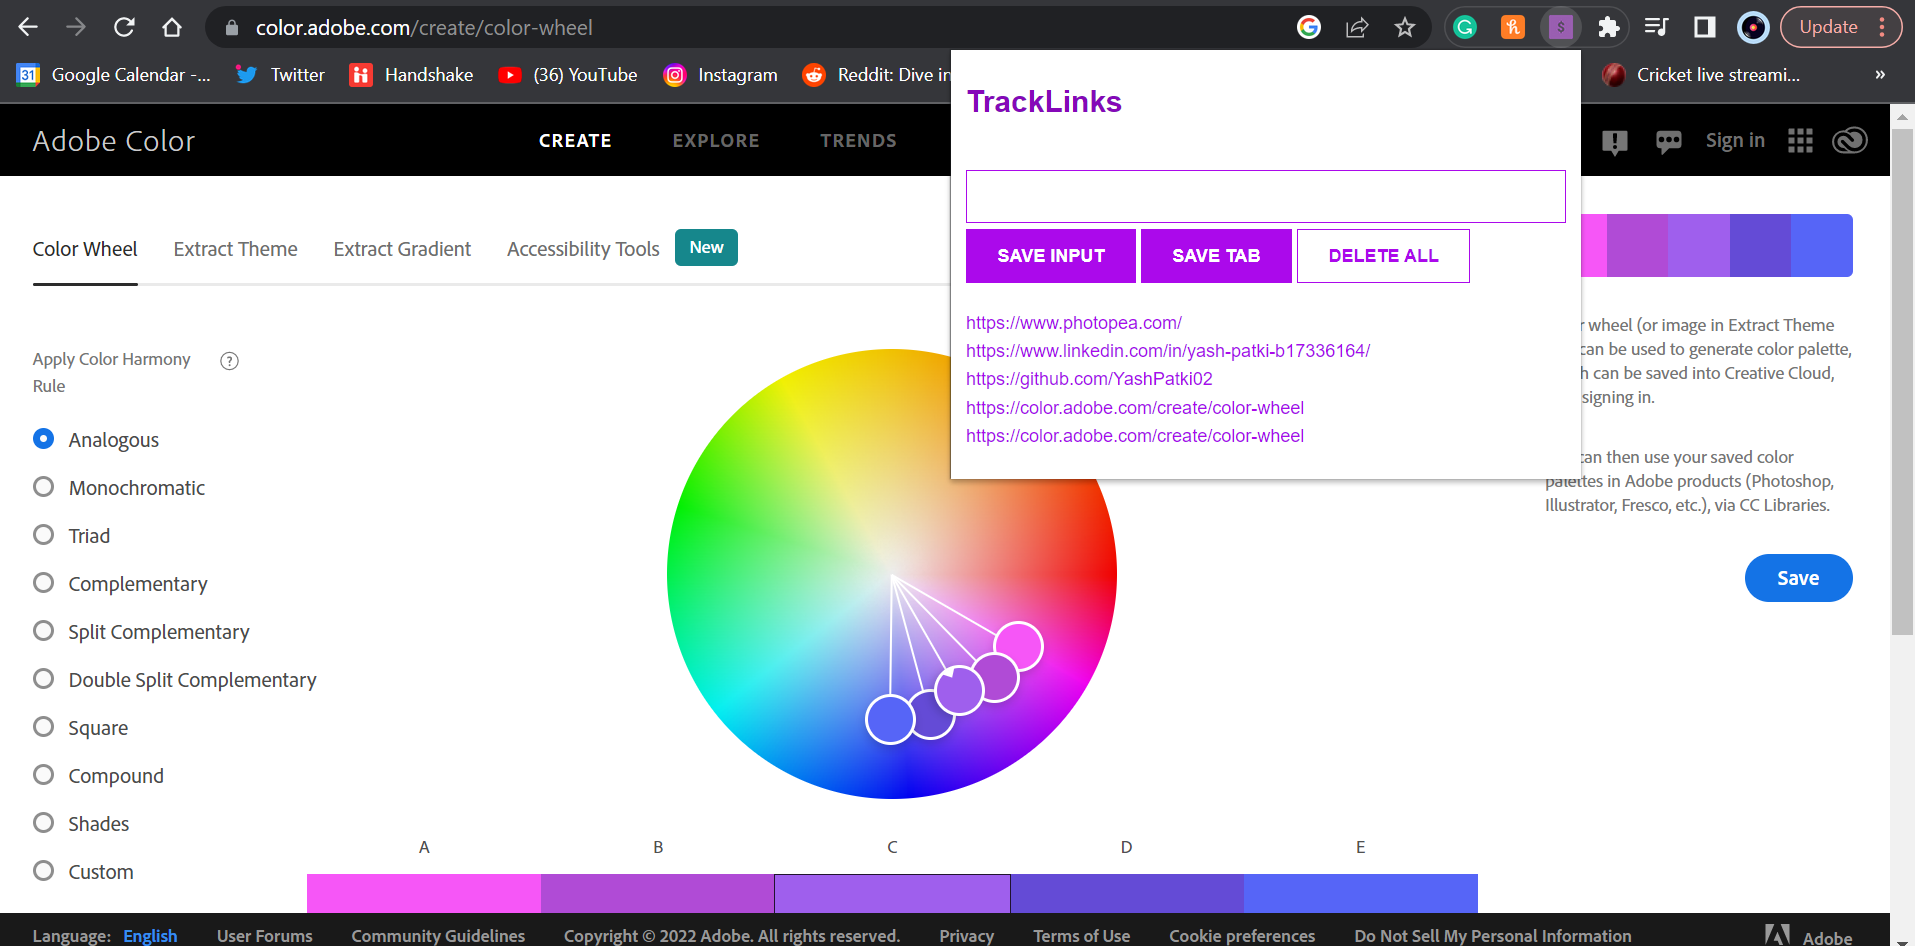 color.adobe.com/create/color-wheel
Update
31 Google Calendar -...
Twitter
Handshake
(36) YouTube
Instagram
Reddit: Dive in
Cricket live streami...
»
TrackLinks
SAVE INPUT
SAVE TAB
DELETE ALL
https://www.photopea.com/
https://www.linkedin.com/in/yash-patki-b17336164/
https://github.com/YashPatki02
https://color.adobe.com/create/color-wheel
https://color.adobe.com/create/color-wheel
Adobe Color
CREATE
EXPLORE
TRENDS
Sign in
Color Wheel
Extract Theme
Extract Gradient
Accessibility Tools
New
wheel (or image in Extract Theme
can be used to generate color palette,
h can be saved into Creative Cloud,
signing in.
can then use your saved color
palettes in Adobe products (Photoshop,
Illustrator, Fresco, etc.), via CC Libraries.
Save
Apply Color Harmony
Rule
?
Analogous
Monochromatic
Triad
Complementary
Split Complementary
Double Split Complementary
Square
Compound
Shades
Custom
A
B
C
D
E
Language: English
User Forums
Community Guidelines
Copyright © 2022 Adobe. All rights reserved.
Privacy
Terms of Use
Cookie preferences
Do Not Sell My Personal Information
Adobe